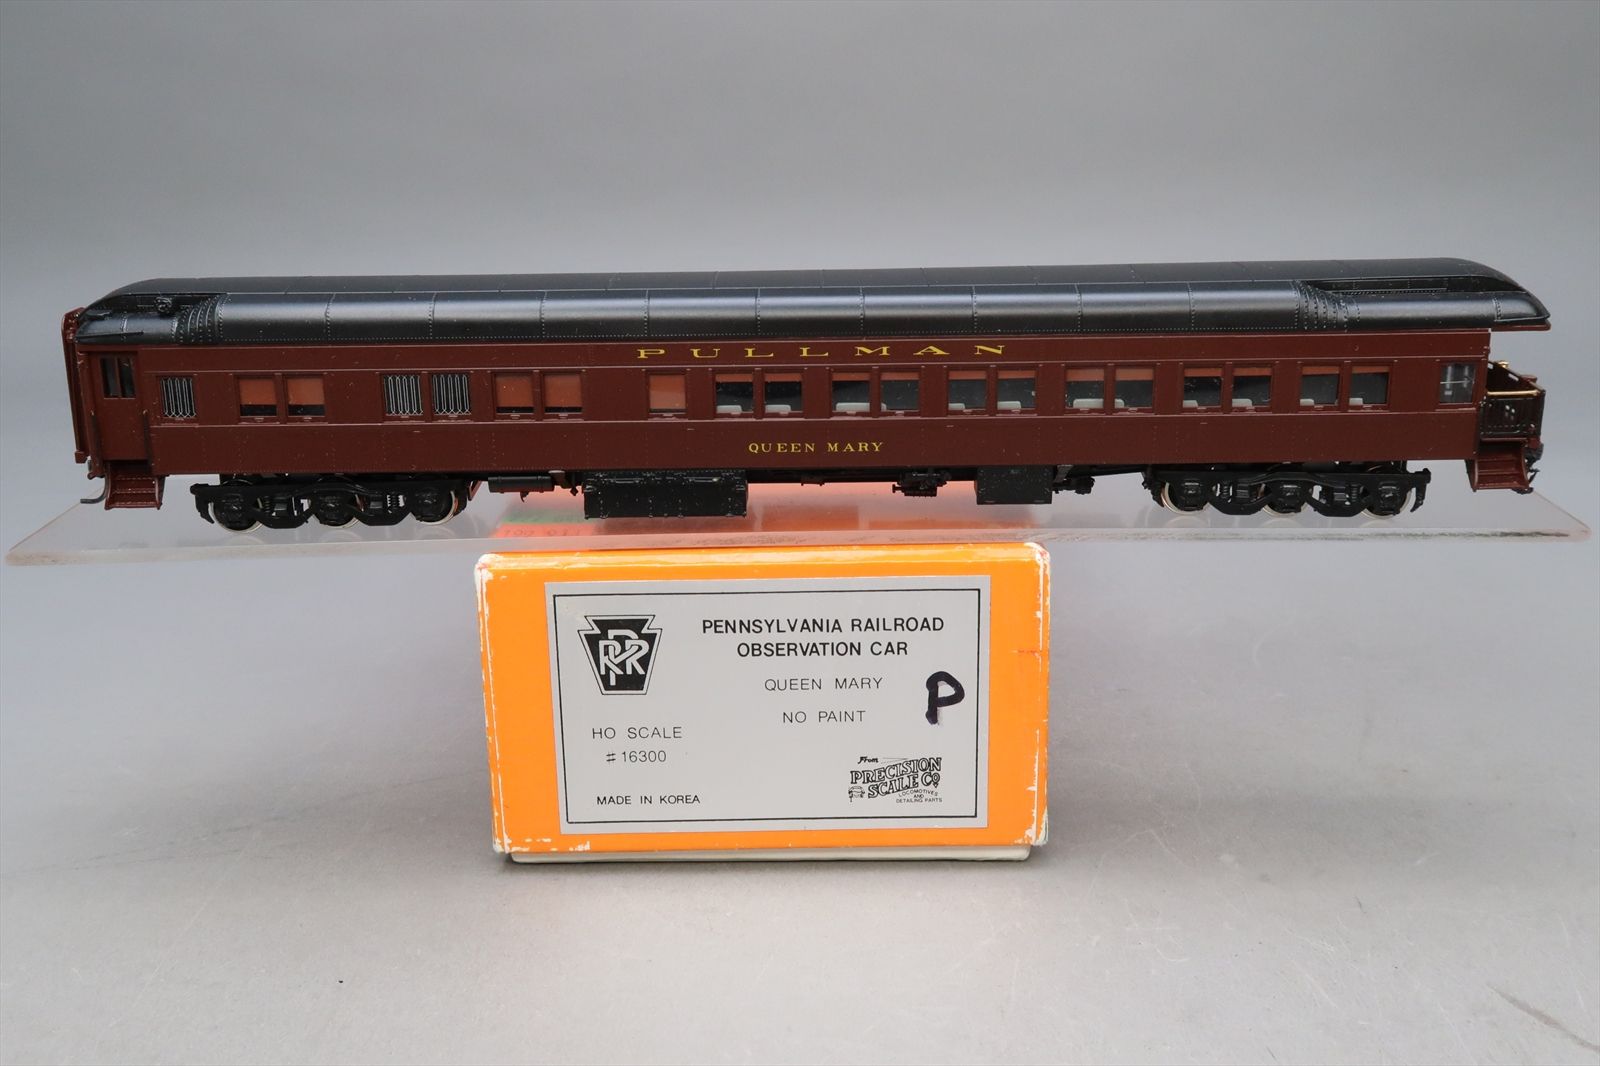 PULLMAN
QUEEN MARY
PRR
PENNSYLVANIA RAILROAD
OBSERVATION CAR
QUEEN MARY
NO PAINT
P
HO SCALE
#16300
MADE IN KOREA
From
PRECISION
SCALE CO.
LOCOMOTIVES
AND
DETAILING PARTS